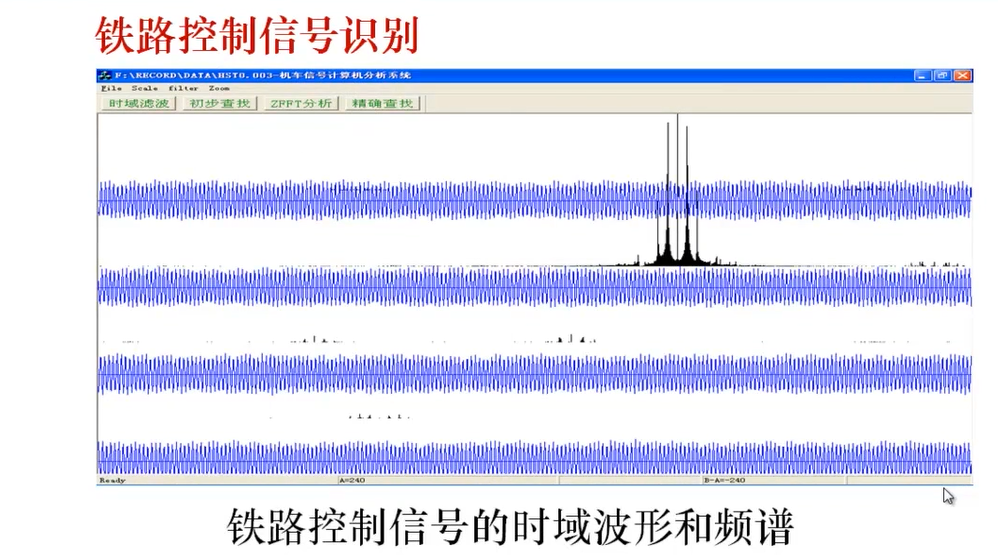 铁路控制信号识别
F:\RECORD\DATA\HST0.003-机车信号计算机分析系统
File Scale filter Zoom
时域滤波 初步查找 ZFFT分析 精确查找
Ready A=240 B-A=-240
铁路控制信号的时域波形和频谱